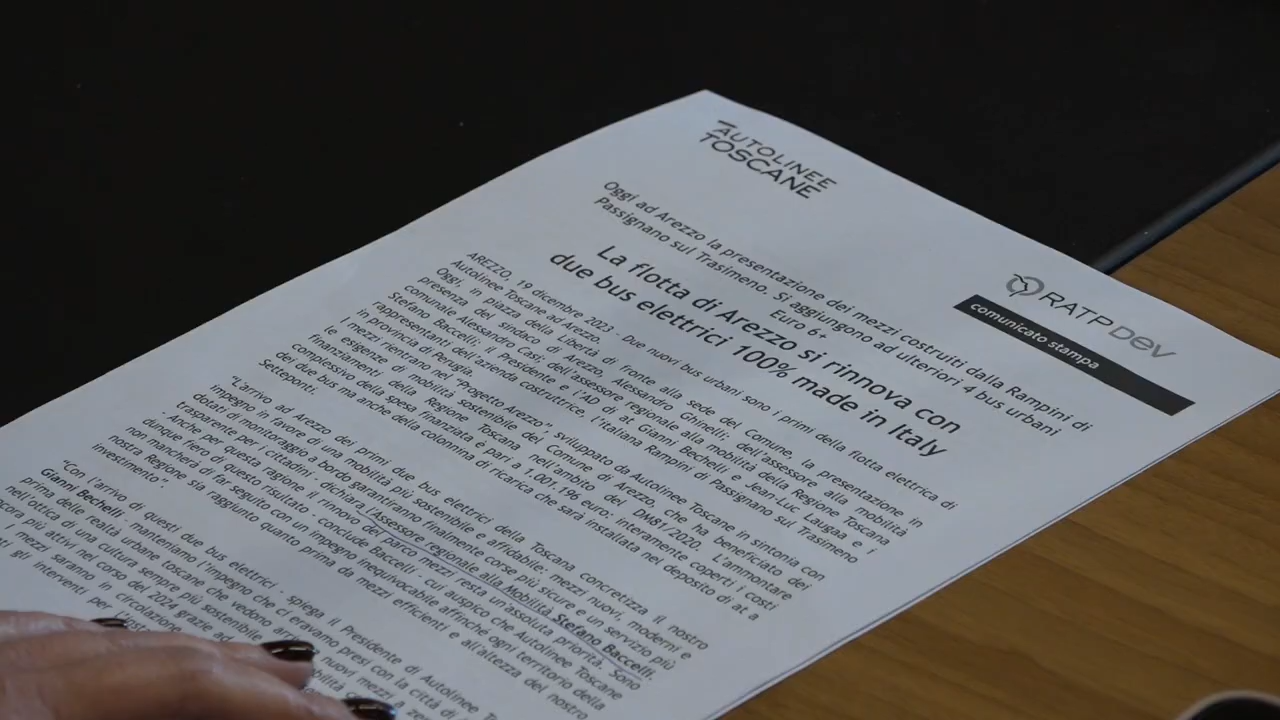 AUTOLINEE
TOSCANE
RATP DEV
comunicato stampa
Oggi ad Arezzo la presentazione dei mezzi costruiti dalla Rampini di
Passignano sul Trasimeno. Si aggiungono ad ulteriori 4 bus urbani
Euro 6+
La flotta di Arezzo si rinnova con
due bus elettrici 100% made in Italy
AREZZO, 19 dicembre 2023 - Due nuovi bus urbani sono i primi della flotta elettrica di
Autolinee Toscane ad Arezzo.
Oggi, in piazza della Libertà di fronte alla sede del Comune, la presentazione in
presenza del sindaco di Arezzo, Alessandro Ghinelli; dell'assessore alla mobilità
comunale Alessandro Casi; dell'assessore regionale alla mobilità della Regione Toscana
Stefano Baccelli; il Presidente e l'AD di at Gianni Bechelli e Jean-Luc Laugaa e i
rappresentanti dell'azienda costruttrice, l'italiana Rampini di Passignano sul Trasimeno
in provincia di Perugia.
I mezzi rientrano nel "Progetto Arezzo", sviluppato da Autolinee Toscane in sintonia con
le esigenze di mobilità sostenibile del Comune di Arezzo, che ha beneficiato dei
finanziamenti della Regione Toscana nell'ambito del DM81/2020. L'ammontare
complessivo della spesa finanziata è pari a 1.001.196 euro: interamente coperti i costi
dei due bus ma anche della colonnina di ricarica che sarà installata nel deposito di at a
Setteponti.
"L'arrivo ad Arezzo dei primi due bus elettrici della Toscana concretizza il nostro
impegno in favore di una mobilità più sostenibile e affidabile: mezzi nuovi, moderni e
dotati di monitoraggio a bordo garantiranno finalmente corse più sicure e un servizio più
trasparente per i cittadini - dichiara l'Assessore regionale alla Mobilità Stefano Baccelli.
- Anche per questa ragione il rinnovo del parco mezzi resta un'assoluta priorità. Sono
dunque fiero di questo risultato - conclude Baccelli - cui auspico che Autolinee Toscane
non mancherà di far seguito con un impegno inequivocabile affinché ogni territorio della
nostra Regione sia raggiunto quanto prima da mezzi efficienti e all'altezza del nostro
investimento".
"Con l'arrivo di questi due bus elettrici - spiega il Presidente di Autolinee
Gianni Bechelli - manteniamo l'impegno che ci eravamo presi con la città di
prima delle realtà urbane toscane che vedono
nell'ottica di una cultura sempre più sostenibile nuovi mezzi
ancora più attivi nel corso del 2024 grazie ad
I mezzi saranno in circolazione
gli interventi per